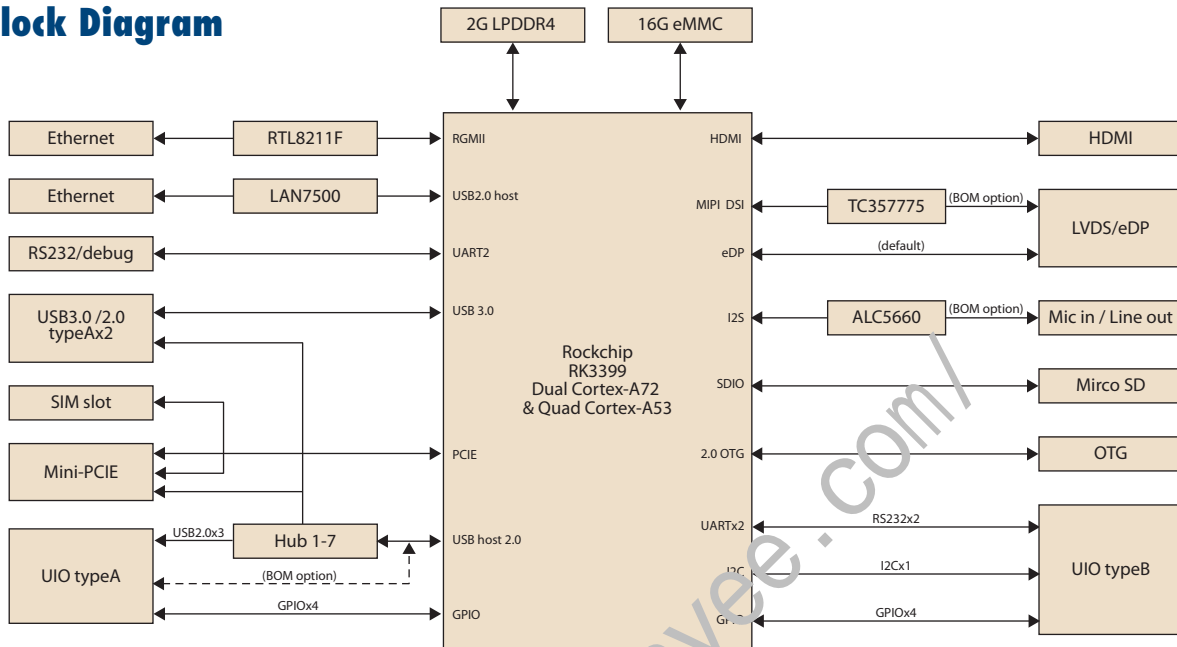 lock Diagram
2G LPDDR4
16G eMMC
Ethernet
RTL8211F
RGMII
HDMI
HDMI
Ethernet
LAN7500
USB2.0 host
MIPI DSI
TC357775
(BOM option)
LVDS/eDP
RS232/debug
UART2
eDP
(default)
USB3.0 /2.0
typeAx2
USB 3.0
I2S
ALC5660
(BOM option)
Mic in / Line out
Rockchip
RK3399
Dual Cortex-A72
& Quad Cortex-A53
SIM slot
SDIO
Mirco SD
Mini-PCIE
PCIE
2.0 OTG
OTG
UIO typeA
USB2.0x3
Hub 1-7
USB host 2.0
(BOM option)
GPIOx4
GPIO
UARTx2
RS232x2
I2C
I2Cx1
UIO typeB
GPIOx4
.com/